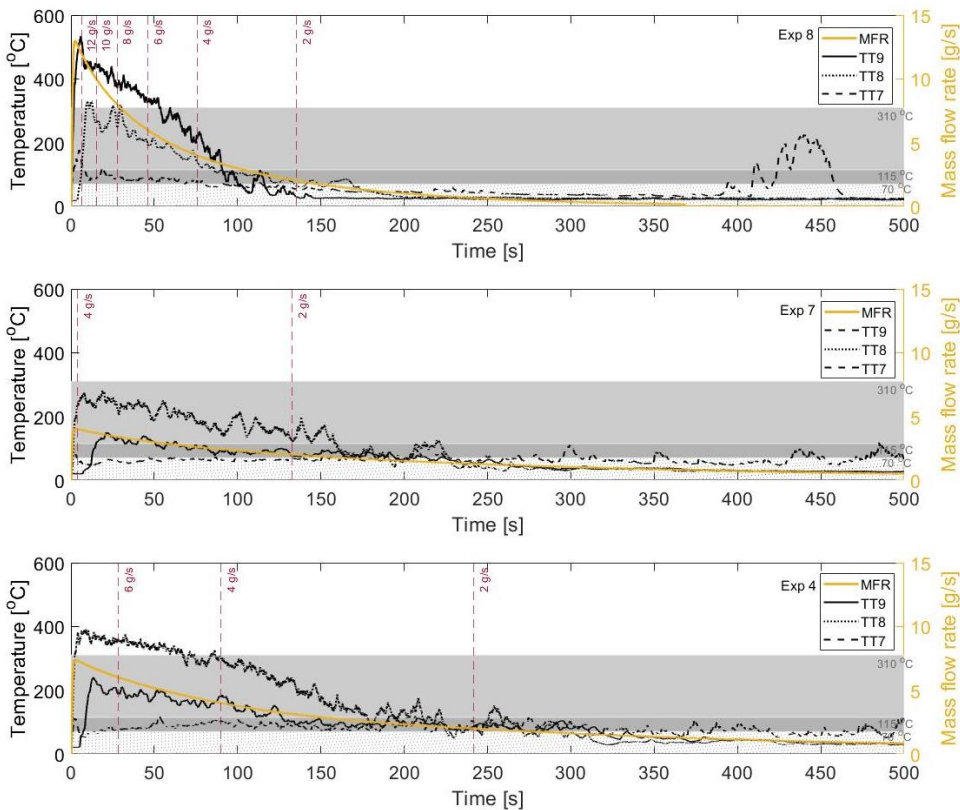 12 g/s 10 g/s 8 g/s 6 g/s 4 g/s 2 g/s
Exp 8
MFR
TT9
TT8
TT7
600
400
200
0
15
10
5
0
310 °C
115 °C
70 °C
0 50 100 150 200 250 300 350 400 450 500
Temperature [°C]
Time [s]
Mass flow rate [g/s]
4 g/s 2 g/s
Exp 7
MFR
TT9
TT8
TT7
600
400
200
0
15
10
5
0
310 °C
70 °C
0 50 100 150 200 250 300 350 400 450 500
Temperature [°C]
Time [s]
Mass flow rate [g/s]
6 g/s 4 g/s 2 g/s
Exp 4
MFR
TT9
TT8
TT7
600
400
200
0
15
10
5
0
310 °C
115 °C
70 °C
0 50 100 150 200 250 300 350 400 450 500
Temperature [°C]
Time [s]
Mass flow rate [g/s]